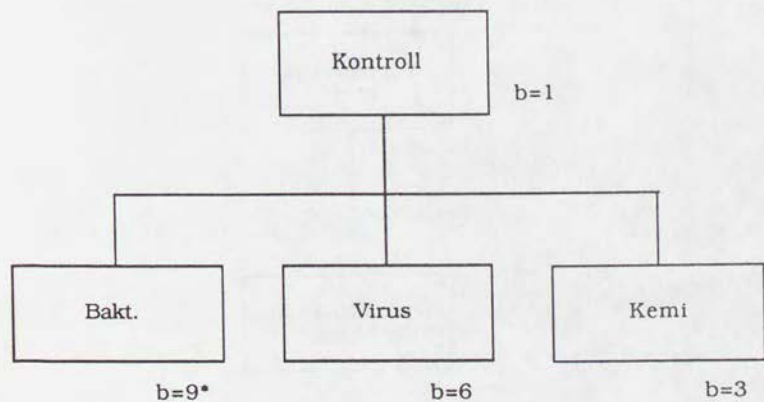 Kontroll
b=1
Bakt.
Virus
Kemi
b=9*
b=6
b=3